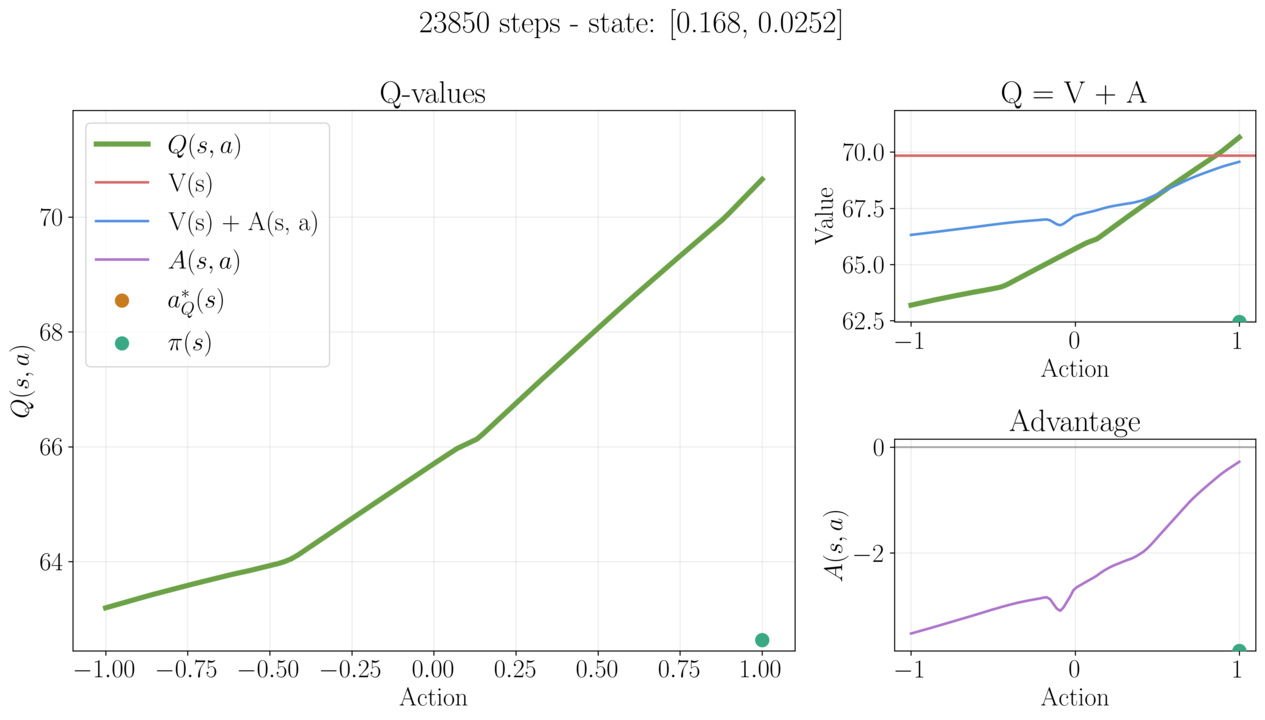 23850 steps - state: [0.168, 0.0252]
Q-values
Q(s, a)
V(s)
V(s) + A(s, a)
A(s, a)
a*_Q(s)
π(s)
Q(s, a)
70
68
66
64
−1.00 −0.75 −0.50 −0.25 0.00 0.25 0.50 0.75 1.00
Action
Q = V + A
Value
70.0
67.5
65.0
62.5
−1 0 1
Action
Advantage
A(s, a)
0
−2
−1 0 1
Action